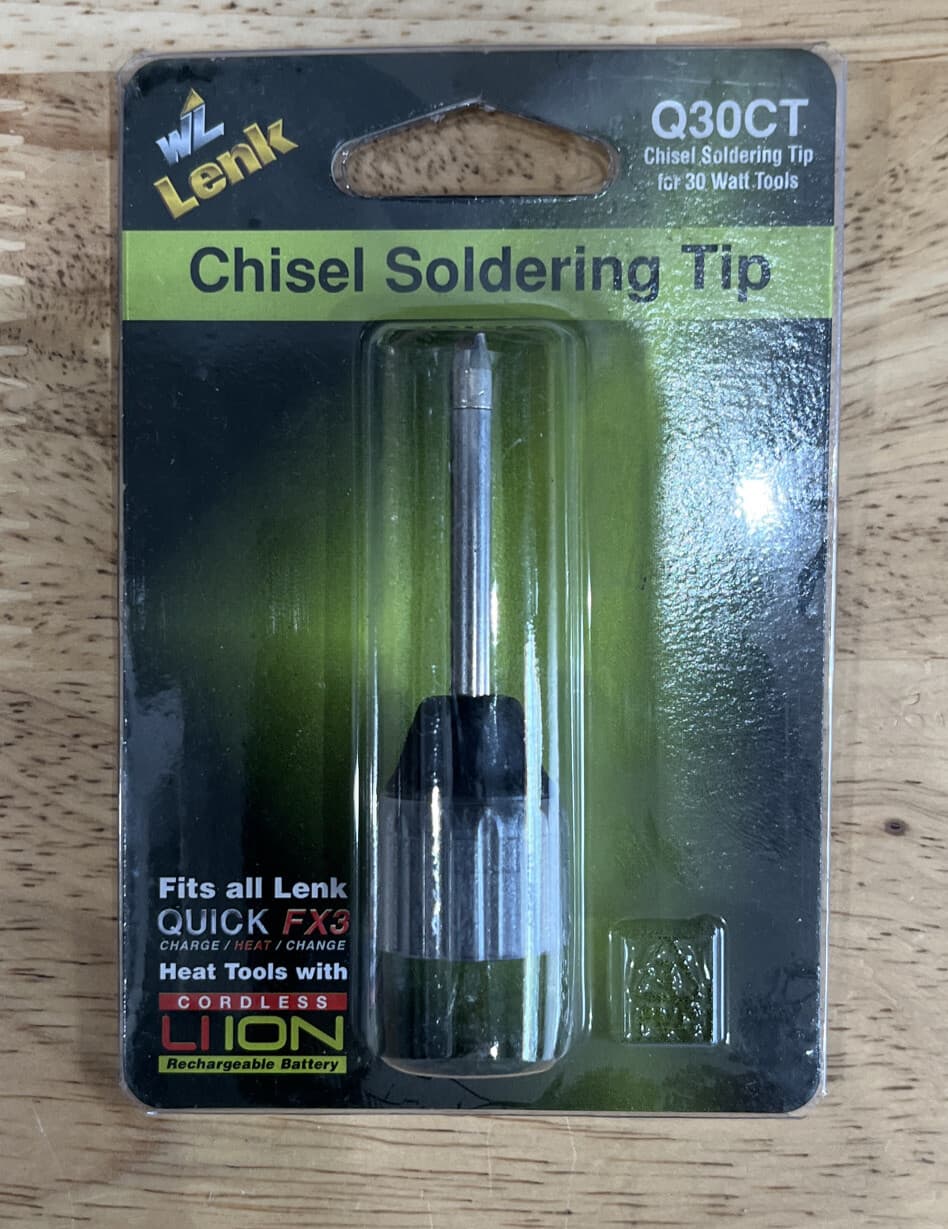 WL
Lenk
Q30CT
Chisel Soldering Tip
for 30 Watt Tools
Chisel Soldering Tip
Fits all Lenk
QUICK FX3
CHARGE / HEAT / CHANGE
Heat Tools with
CORDLESS
LI ION
Rechargeable Battery